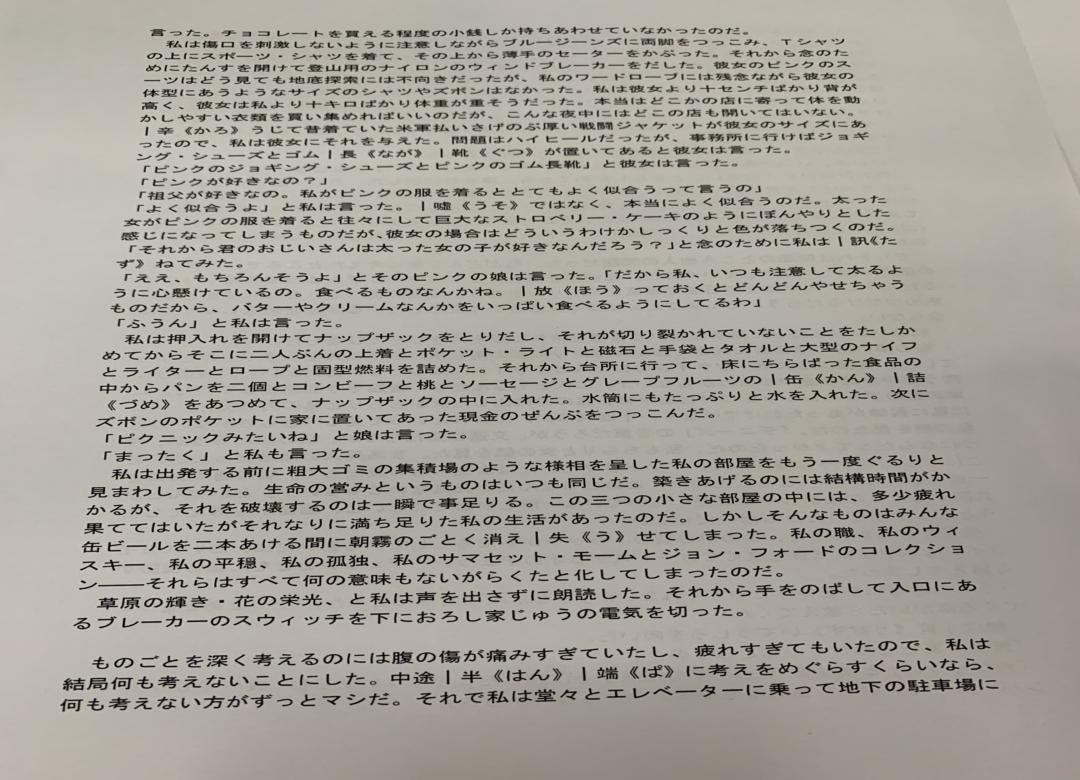 言った。チョコレートを買える程度の小銭しか持ちあわせていなかったのだ。
　私は傷口を刺激しないように注意しながらブルージーンズに両脚をつっこみ、Ｔシャツ
の上にスポーツ・シャツを着て、その上から薄手のセーターをかぶった。それから念のた
めにたんすを開けて登山用のナイロンのウィンドブレーカーをだした。彼女のピンクのス
ーツはどう見ても地底探索には不向きだったが、私のワードローブには残念ながら彼女の
体型にあうようなサイズのシャツやズボンはなかった。私は彼女より十センチばかり背が
高く、彼女は私より十キロばかり体重が重そうだった。本当はどこかの店に寄って体を動
かしやすい衣類を買い集めればいいのだが、こんな夜中にはどこの店も開いてはいない。
｜辛《かろ》うじて昔着ていた米軍払いさげのぶ厚い戦闘ジャケットが彼女のサイズにあ
ったので、私は彼女にそれを与えた。問題はハイヒールだったが、事務所に行けばジョギ
ング・シューズとゴム｜長《なが》｜靴《ぐつ》が置いてあると彼女は言った。
「ピンクのジョギング・シューズとピンクのゴム長靴」と彼女は言った。
「ピンクが好きなの？」
「祖父が好きなの。私がピンクの服を着るととてもよく似合うって言うの」
「よく似合うよ」と私は言った。｜嘘《うそ》ではなく、本当によく似合うのだ。太った
女がピンクの服を着ると往々にして巨大なストロベリー・ケーキのようにぼんやりとした
感じになってしまうものだが、彼女の場合はどういうわけかしっくりと色が落ちつくのだ。
「それから君のおじいさんは太った女の子が好きなんだろう？」と念のために私は｜訊《た
ず》ねてみた。
「ええ、もちろんそうよ」とそのピンクの娘は言った。「だから私、いつも注意して太るよ
うに心懸けているの。食べるものなんかね。｜放《ほう》っておくとどんどんやせちゃう
ものだから、バターやクリームなんかをいっぱい食べるようにしてるわ」
「ふうん」と私は言った。
　私は押入れを開けてナップザックをとりだし、それが切り裂かれていないことをたしか
めてからそこに二人ぶんの上着とポケット・ライトと磁石と手袋とタオルと大型のナイフ
とライターとロープと固型燃料を詰めた。それから台所に行って、床にちらばった食品の
中からパンを二個とコンビーフと桃とソーセージとグレープフルーツの｜缶《かん》｜詰
《づめ》をあつめて、ナップザックの中に入れた。水筒にもたっぷりと水を入れた。次に
ズボンのポケットに家に置いてあった現金のぜんぶをつっこんだ。
「ピクニックみたいね」と娘は言った。
「まったく」と私も言った。
　私は出発する前に粗大ゴミの集積場のような様相を呈した私の部屋をもう一度ぐるりと
見まわしてみた。生命の営みというものはいつも同じだ。築きあげるのには結構時間がか
かるが、それを破壊するのは一瞬で事足りる。この三つの小さな部屋の中には、多少疲れ
果ててはいたがそれなりに満ち足りた私の生活があったのだ。しかしそんなものはみんな
缶ビールを二本あける間に朝霧のごとく消え｜失《う》せてしまった。私の職、私のウィ
スキー、私の平穏、私の孤独、私のサマセット・モームとジョン・フォードのコレクショ
ン――それらはすべて何の意味もないがらくたと化してしまったのだ。
　草原の輝き・花の栄光、と私は声を出さずに朗読した。それから手をのばして入口にあ
るブレーカーのスウィッチを下におろし家じゅうの電気を切った。
　ものごとを深く考えるのには腹の傷が痛みすぎていたし、疲れすぎてもいたので、私は
結局何も考えないことにした。中途｜半《はん》｜端《ぱ》に考えをめぐらすくらいなら、
何も考えない方がずっとマシだ。それで私は堂々とエレベーターに乗って地下の駐車場に